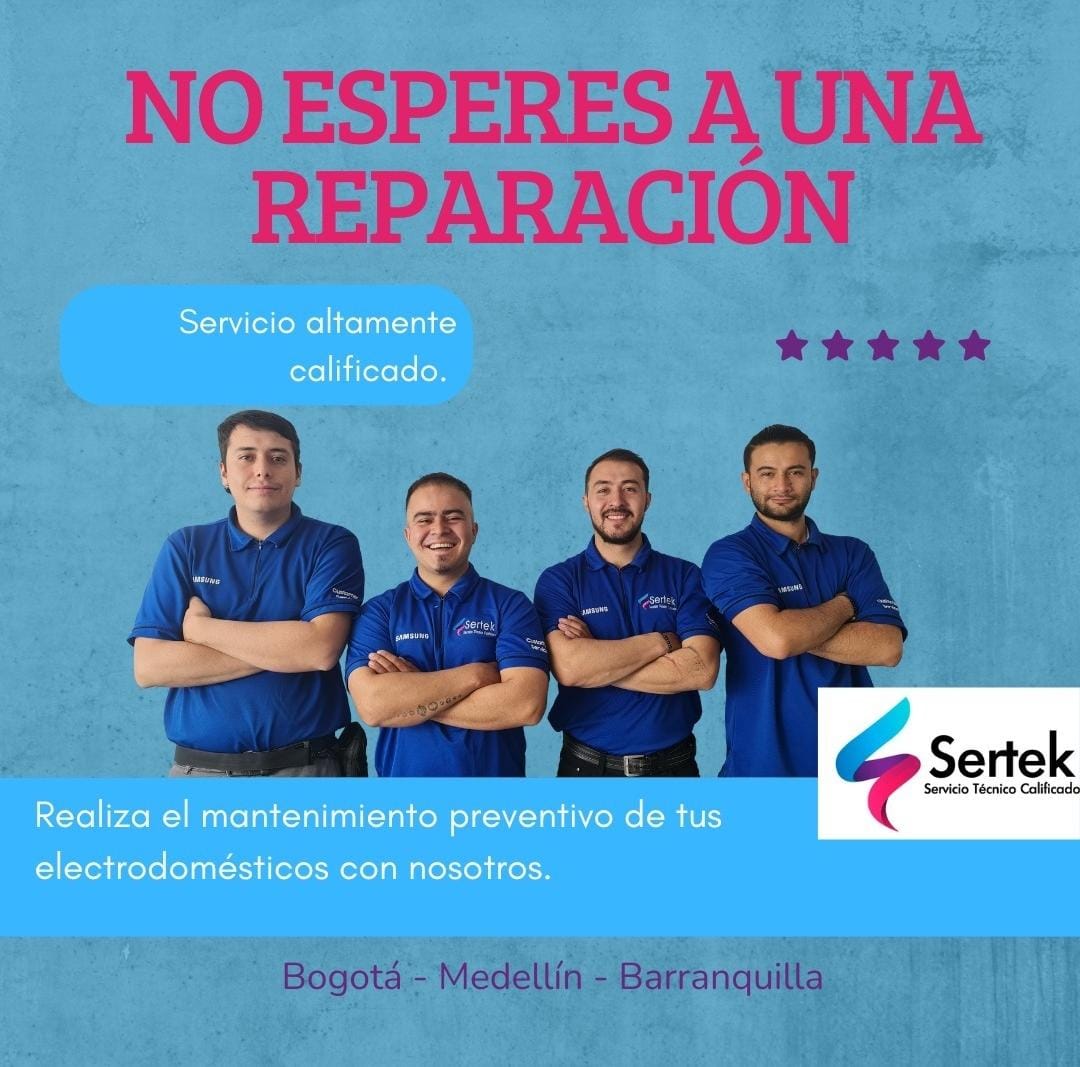 NO ESPERES A UNA
REPARACIÓN
Servicio altamente
calificado.
SAMSUNG
SAMSUNG
Sertek
SAMSUNG
Sertek
SAMSUNG
Sertek
Servicio Técnico Calificado
Realiza el mantenimiento preventivo de tus
electrodomésticos con nosotros.
Bogotá - Medellín - Barranquilla